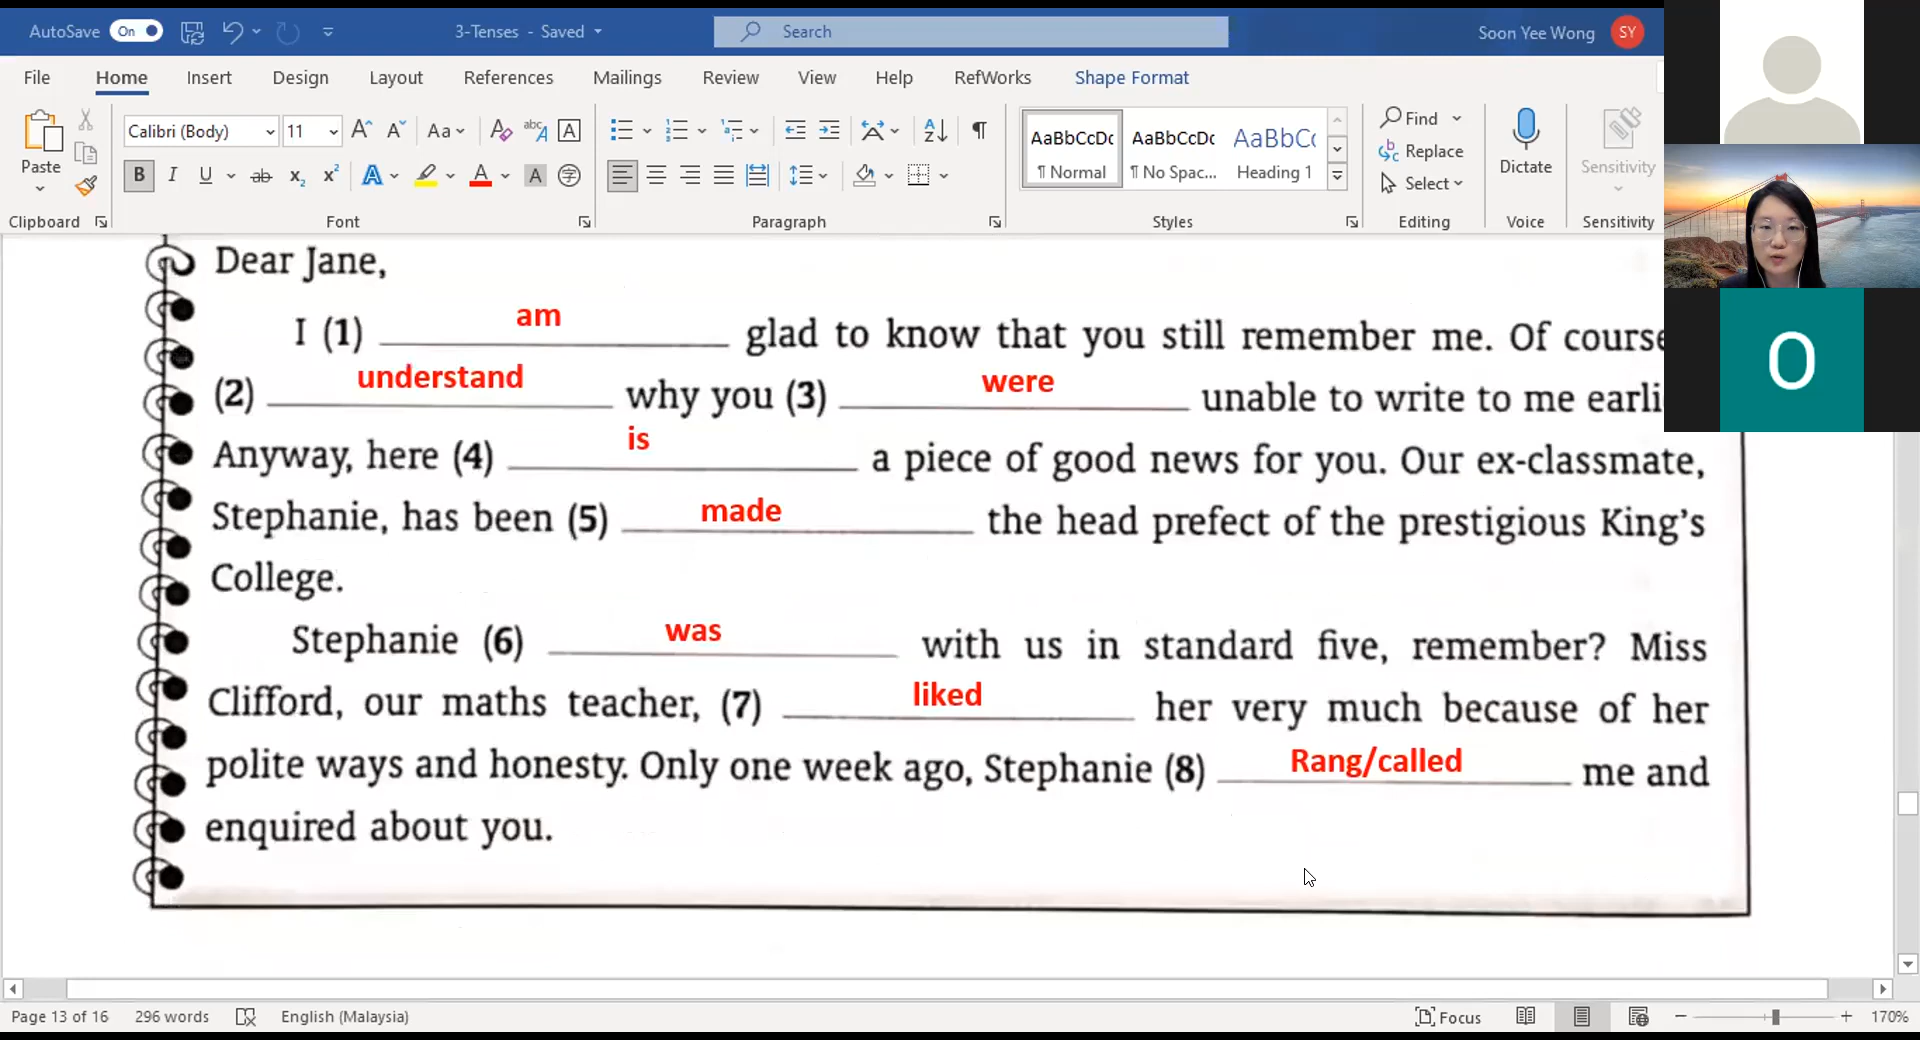 AutoSave On 3-Tenses - Saved Search Soon Yee Wong SY
File Home Insert Design Layout References Mailings Review View Help RefWorks Shape Format
Paste Calibri (Body) 11 Aa AaBbCcDc AaBbCcDc AaBbCc Find Replace Select Dictate Sensitivity
¶ Normal ¶ No Spac... Heading 1
Clipboard Font Paragraph Styles Editing Voice Sensitivity
Dear Jane,
I (1) am glad to know that you still remember me. Of course
(2) understand why you (3) were unable to write to me earli
Anyway, here (4) is a piece of good news for you. Our ex-classmate,
Stephanie, has been (5) made the head prefect of the prestigious King's
College.
Stephanie (6) was with us in standard five, remember? Miss
Clifford, our maths teacher, (7) liked her very much because of her
polite ways and honesty. Only one week ago, Stephanie (8) Rang/called me and
enquired about you.
O
Page 13 of 16 296 words English (Malaysia) Focus 170%